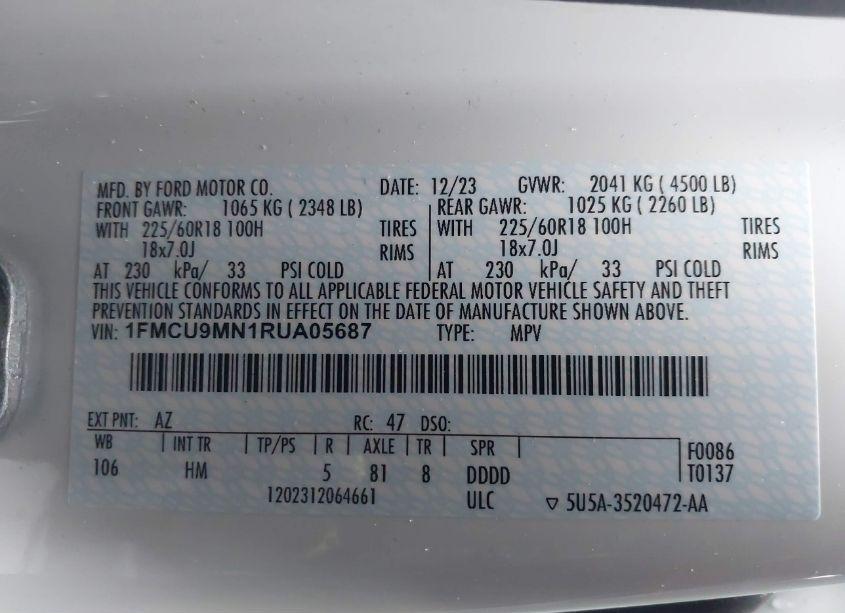 MFD. BY FORD MOTOR CO. DATE: 12/23 GVWR: 2041 KG ( 4500 LB)
FRONT GAWR: 1065 KG ( 2348 LB) REAR GAWR: 1025 KG ( 2260 LB)
WITH 225/60R18 100H TIRES WITH 225/60R18 100H TIRES
18x7.0J RIMS 18x7.0J RIMS
AT 230 kPa/ 33 PSI COLD AT 230 kPa/ 33 PSI COLD
THIS VEHICLE CONFORMS TO ALL APPLICABLE FEDERAL MOTOR VEHICLE SAFETY AND THEFT
PREVENTION STANDARDS IN EFFECT ON THE DATE OF MANUFACTURE SHOWN ABOVE.
VIN: 1FMCU9MN1RUA05687 TYPE: MPV
EXT PNT: AZ RC: 47 DSO:
WB INT TR TP/PS R AXLE TR SPR F0086
106 HM 5 81 8 DDDD T0137
1202312064661 ULC ▽ 5U5A-3520472-AA